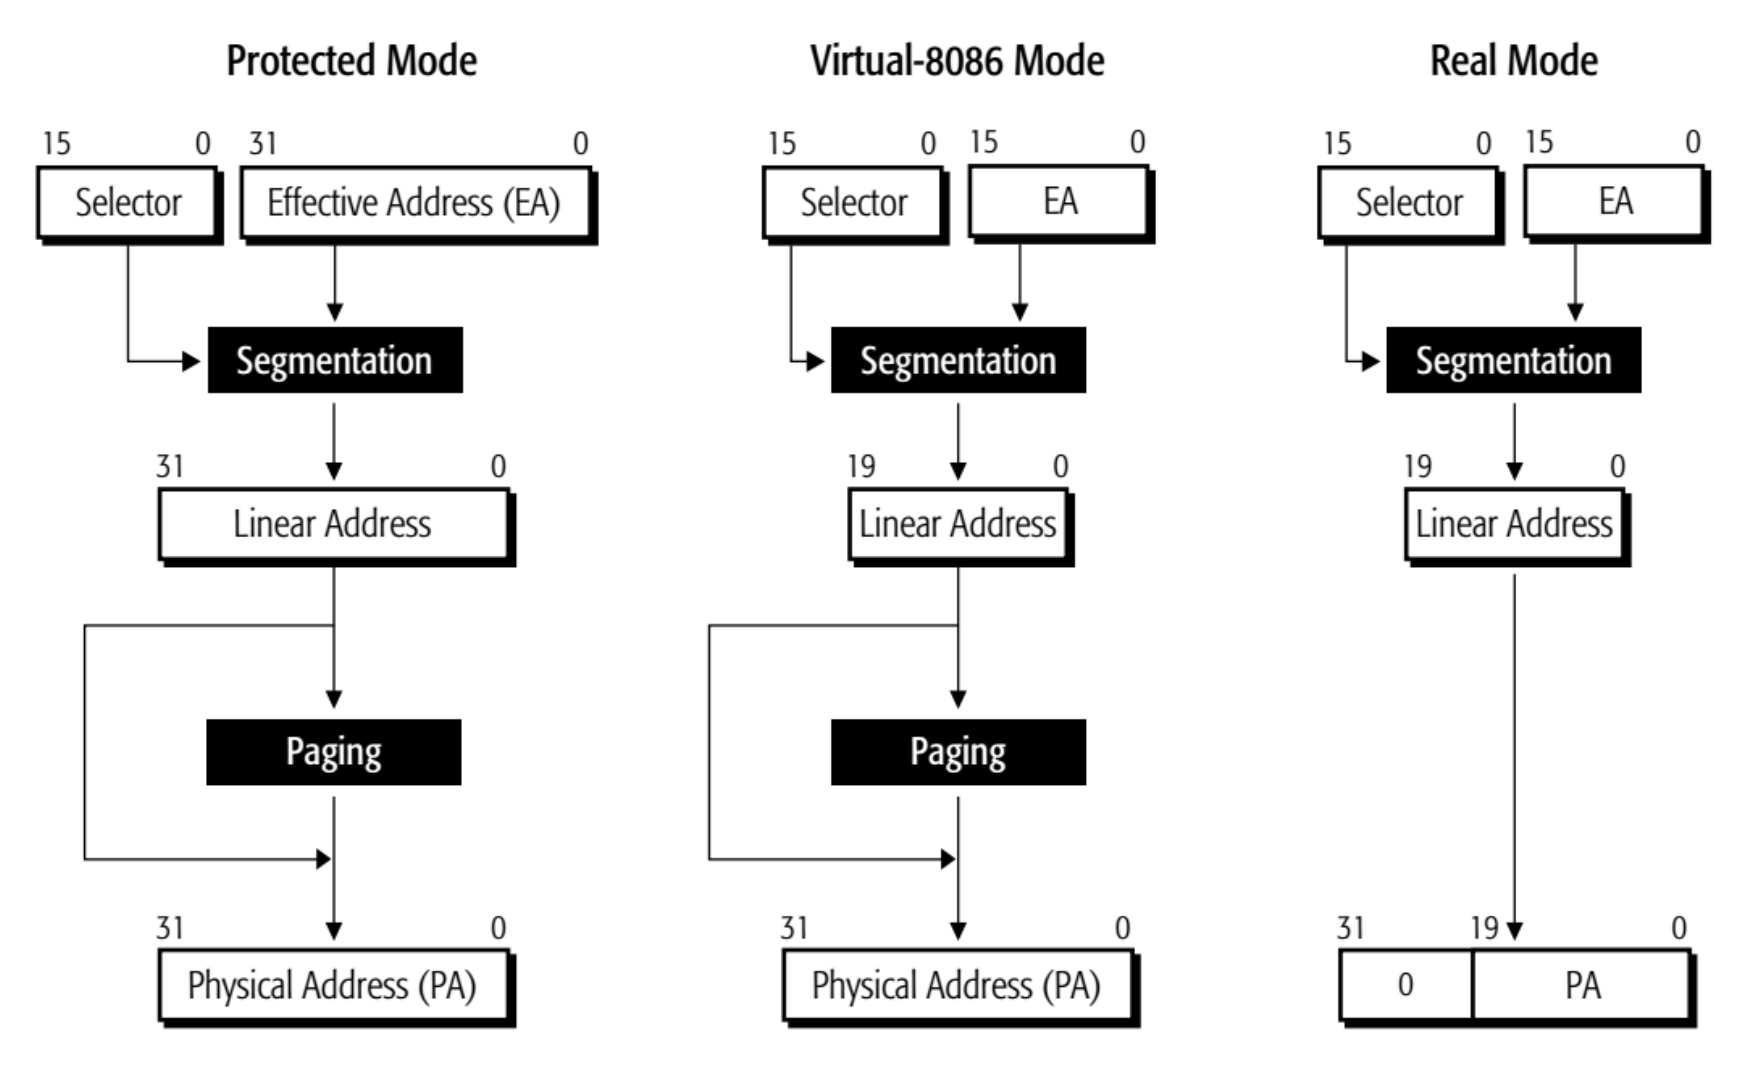 Protected Mode Virtual-8086 Mode Real Mode
15 0 31 0 15 0 15 0 15 0 15 0
Selector Effective Address (EA) Selector EA Selector EA
Segmentation Segmentation Segmentation
31 0 19 0 19 0
Linear Address Linear Address Linear Address
Paging Paging
31 0 31 0 31 19 0
Physical Address (PA) Physical Address (PA) 0 PA